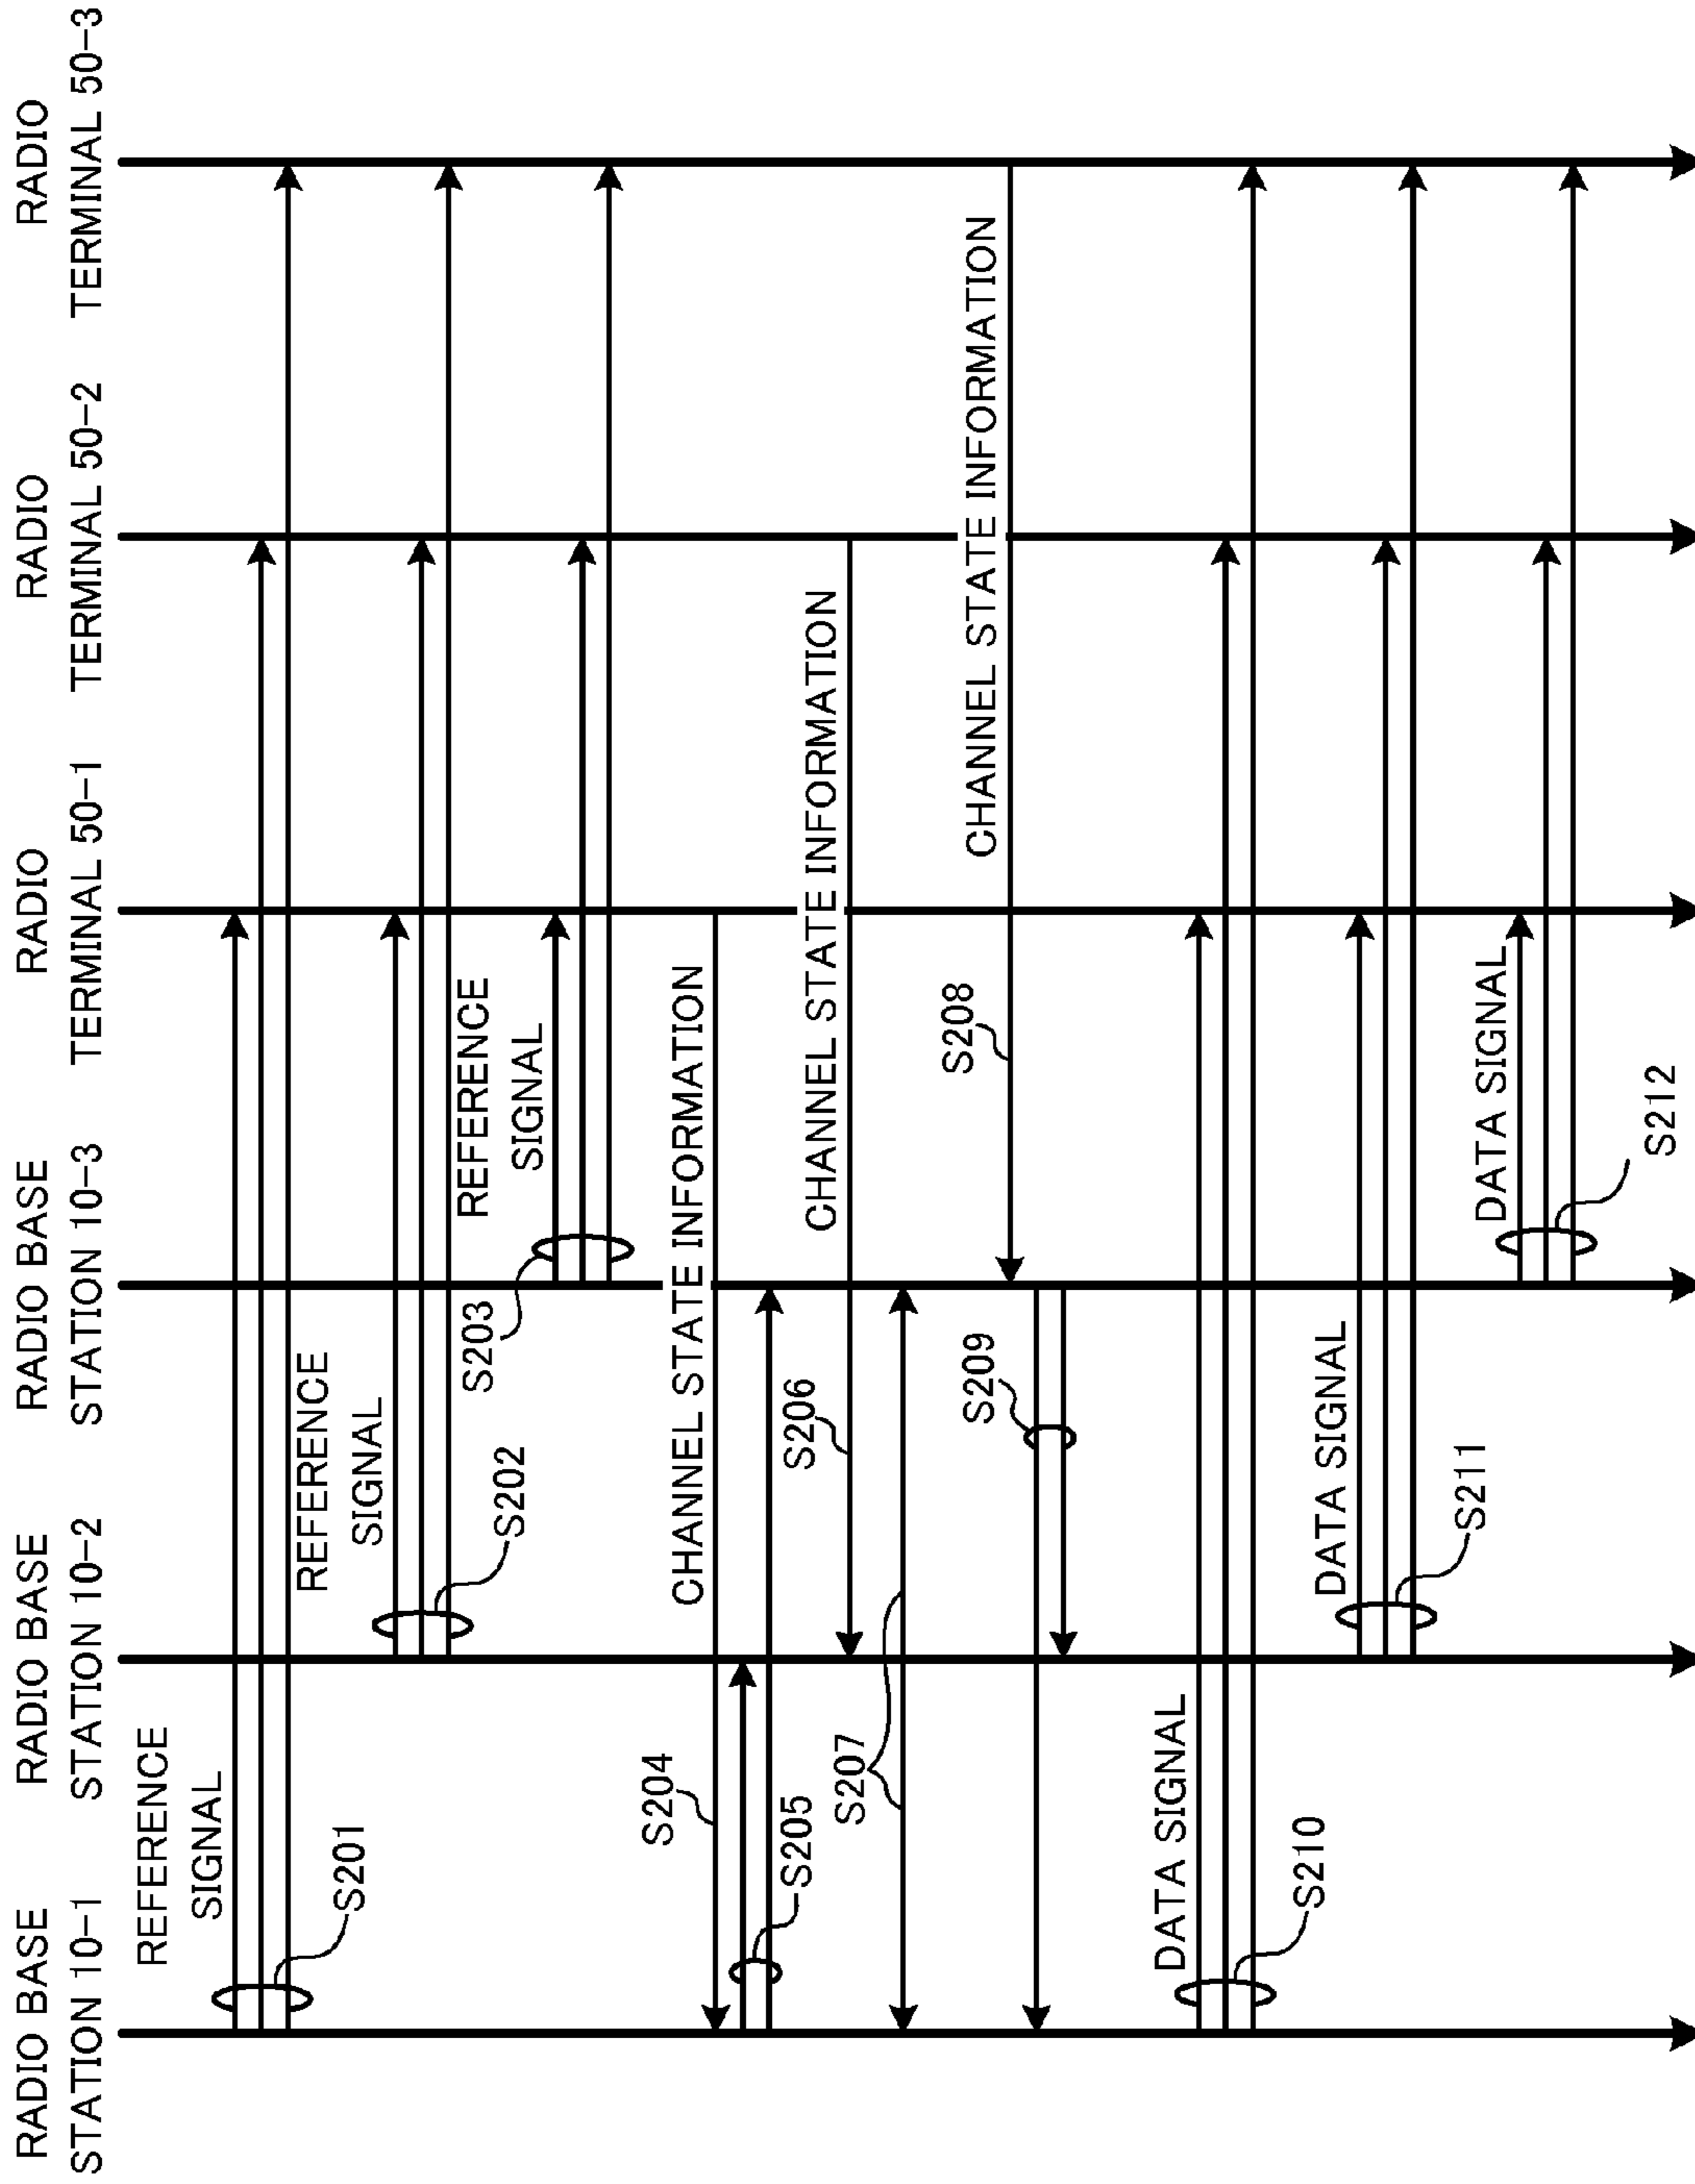 RADIO BASE
STATION 10-1
RADIO BASE
STATION 10-2
RADIO BASE
STATION 10-3
RADIO
TERMINAL 50-1
RADIO
TERMINAL 50-2
RADIO
TERMINAL 50-3
REFERENCE
SIGNAL
S201
REFERENCE
SIGNAL
S202
REFERENCE
SIGNAL
S203
CHANNEL STATE INFORMATION
S204
S205
CHANNEL STATE INFORMATION
S206
S207
CHANNEL STATE INFORMATION
S208
S209
DATA SIGNAL
S210
DATA SIGNAL
S211
DATA SIGNAL
S212